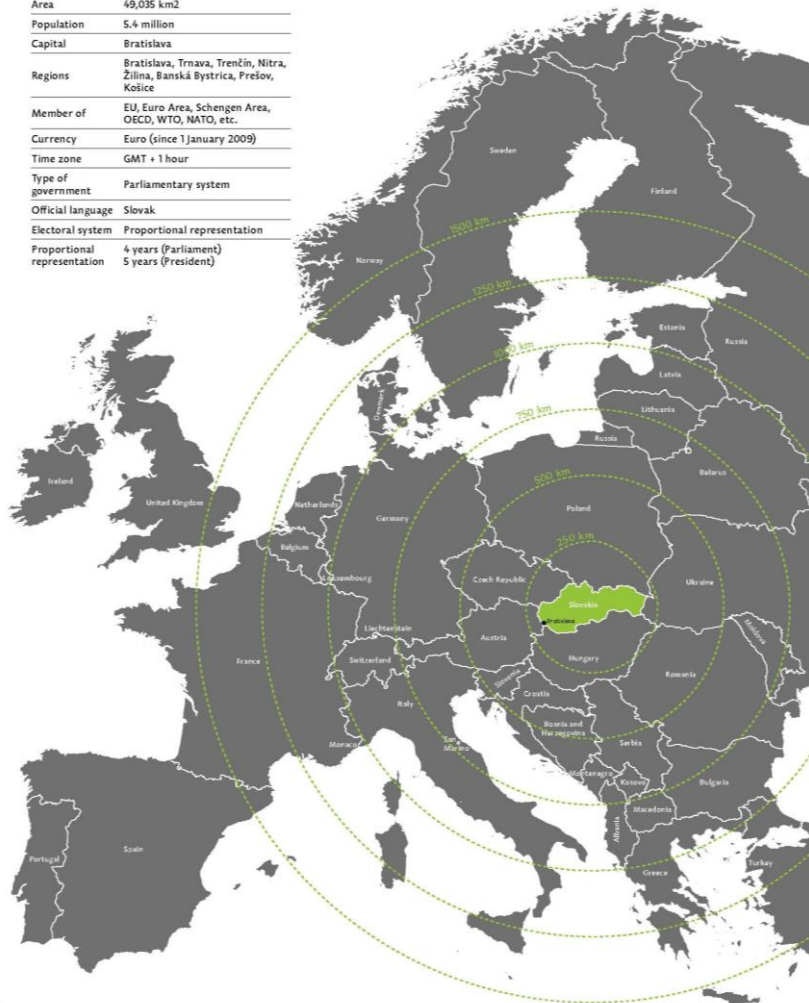 Area 49,035 km2
Population 5.4 million
Capital Bratislava
Regions Bratislava, Trnava, Trenčín, Nitra,
Žilina, Banská Bystrica, Prešov,
Košice
Member of EU, Euro Area, Schengen Area,
OECD, WTO, NATO, etc.
Currency Euro (since 1 January 2009)
Time zone GMT + 1 hour
Type of
government Parliamentary system
Official language Slovak
Electoral system Proportional representation
Proportional 4 years (Parliament)
representation 5 years (President)
Sweden
Finland
1500 km
Norway
1250 km
Estonia
Russia
1000 km
Latvia
Denmark
Lithuania
750 km
Russia
Belarus
500 km
Ireland
United Kingdom
Netherlands
Germany
Poland
250 km
Belgium
Luxembourg
Czech Republic
Ukraine
Slovakia
Bratislava
Liechtenstein
Austria
Moldova
France
Switzerland
Hungary
Slovenia
Romania
Croatia
Italy
Bosnia and
Herzegovina
Serbia
San
Marino
Monaco
Montenegro
Kosovo
Bulgaria
Macedonia
Albania
Portugal
Spain
Greece
Turkey